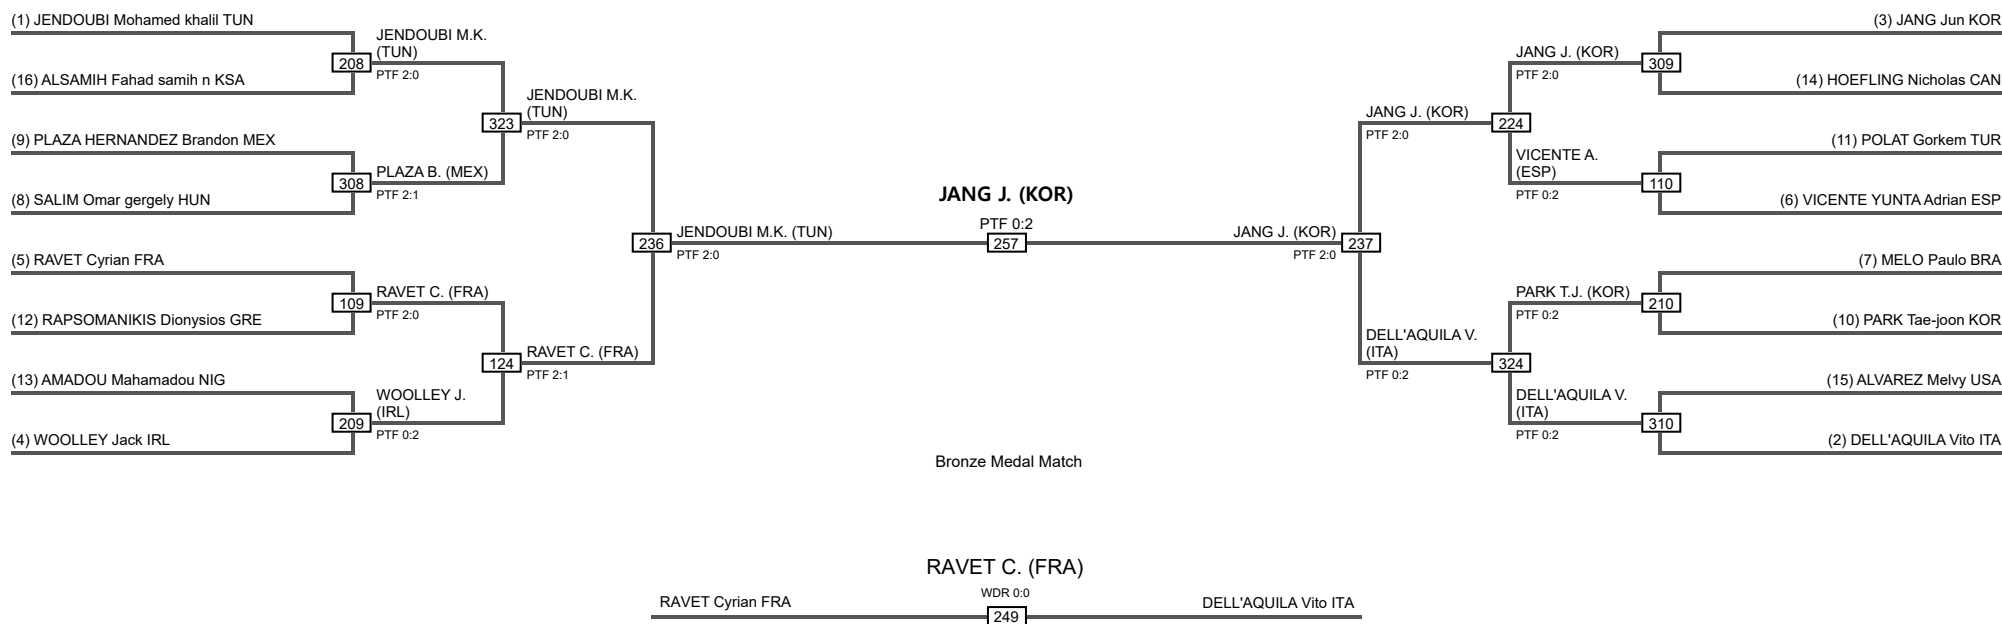 (1) JENDOUBI Mohamed khalil TUN
208
JENDOUBI M.K.
(TUN)
PTF 2:0
(16) ALSAMIH Fahad samih n KSA
323
JENDOUBI M.K.
(TUN)
PTF 2:0
(9) PLAZA HERNANDEZ Brandon MEX
308
PLAZA B. (MEX)
PTF 2:1
(8) SALIM Omar gergely HUN
236
JENDOUBI M.K. (TUN)
PTF 2:0
(5) RAVET Cyrian FRA
109
RAVET C. (FRA)
PTF 2:0
(12) RAPSOMANIKIS Dionysios GRE
124
RAVET C. (FRA)
PTF 2:1
(13) AMADOU Mahamadou NIG
209
WOOLLEY J.
(IRL)
PTF 0:2
(4) WOOLLEY Jack IRL
JANG J. (KOR)
PTF 0:2
257
(3) JANG Jun KOR
JANG J. (KOR)
PTF 2:0
309
(14) HOEFLING Nicholas CAN
JANG J. (KOR)
PTF 2:0
224
(11) POLAT Gorkem TUR
VICENTE A.
(ESP)
PTF 0:2
110
(6) VICENTE YUNTA Adrian ESP
JANG J. (KOR)
PTF 2:0
237
(7) MELO Paulo BRA
PARK T.J. (KOR)
PTF 0:2
210
(10) PARK Tae-joon KOR
DELL'AQUILA V.
(ITA)
PTF 0:2
324
(15) ALVAREZ Melvy USA
DELL'AQUILA V.
(ITA)
PTF 0:2
310
(2) DELL'AQUILA Vito ITA
Bronze Medal Match
RAVET C. (FRA)
WDR 0:0
RAVET Cyrian FRA
249
DELL'AQUILA Vito ITA